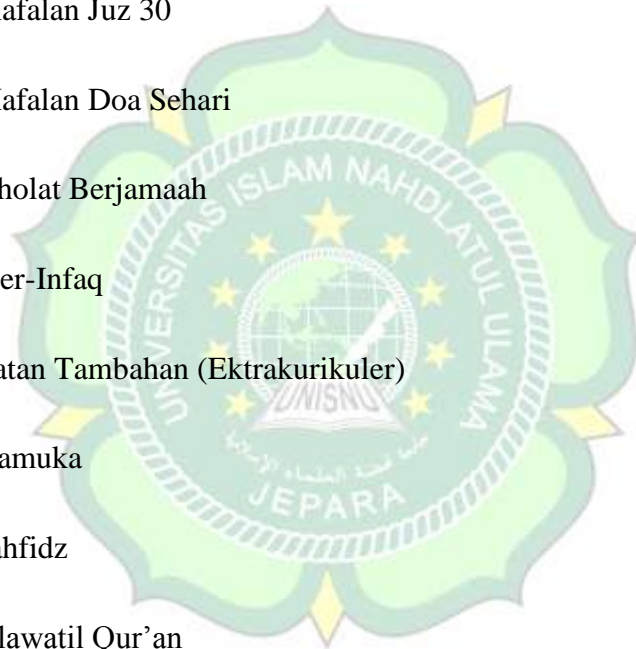 afalan Juz 30
afalan Doa Sehari
holat Berjamaah
er-Infaq
atan Tambahan (Ektrakurikuler)
amuka
ahfidz
lawatil Qur'an
UNIVERSITAS ISLAM NAHDLATUL ULAMA
UNISNU
JEPARA